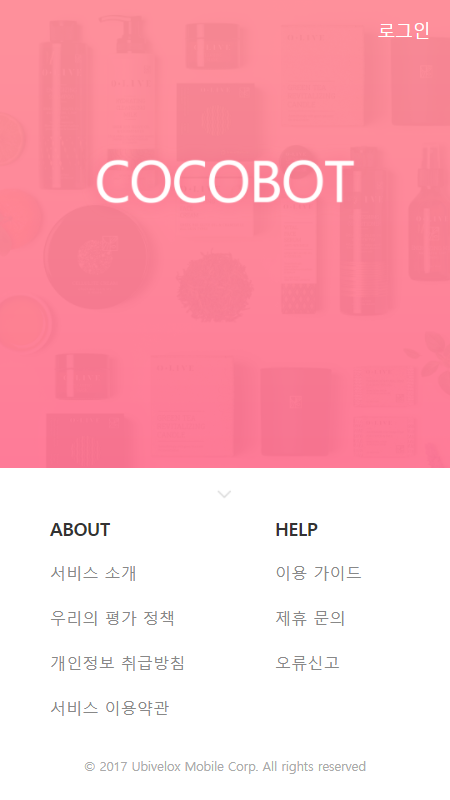 로그인
COCOBOT
ABOUT
서비스 소개
우리의 평가 정책
개인정보 취급방침
서비스 이용약관
HELP
이용 가이드
제휴 문의
오류신고
© 2017 Ubivelox Mobile Corp. All rights reserved